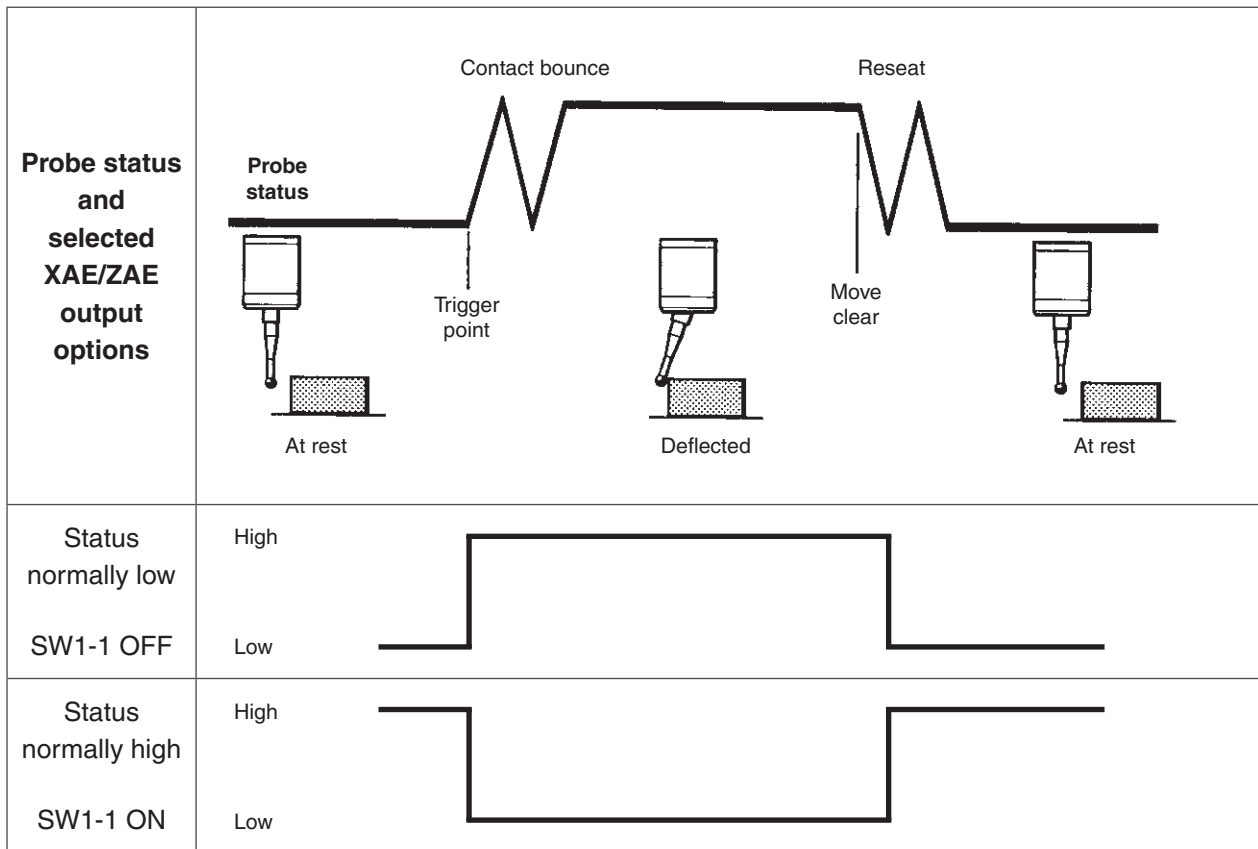 Probe status
and
selected
XAE/ZAE
output
options
Contact bounce
Reseat
Probe
status
Trigger
point
Move
clear
At rest
Deflected
At rest
Status
normally low
SW1-1 OFF
High
Low
Status
normally high
SW1-1 ON
High
Low